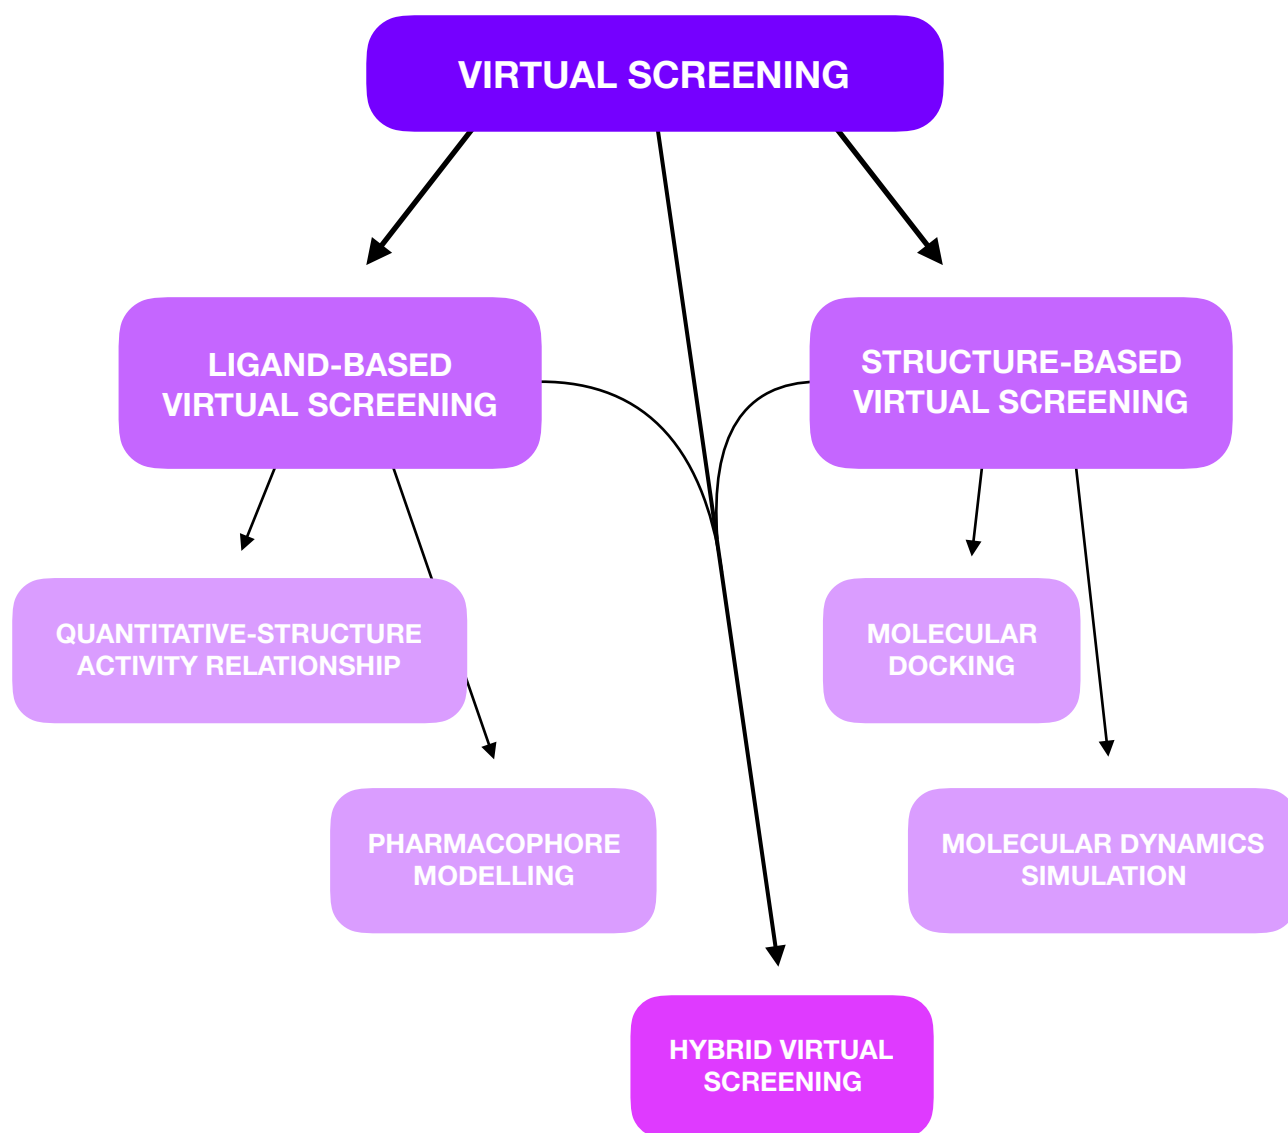 VIRTUAL SCREENING
LIGAND-BASED
VIRTUAL SCREENING
STRUCTURE-BASED
VIRTUAL SCREENING
QUANTITATIVE-STRUCTURE
ACTIVITY RELATIONSHIP
MOLECULAR
DOCKING
PHARMACOPHORE
MODELLING
MOLECULAR DYNAMICS
SIMULATION
HYBRID VIRTUAL
SCREENING